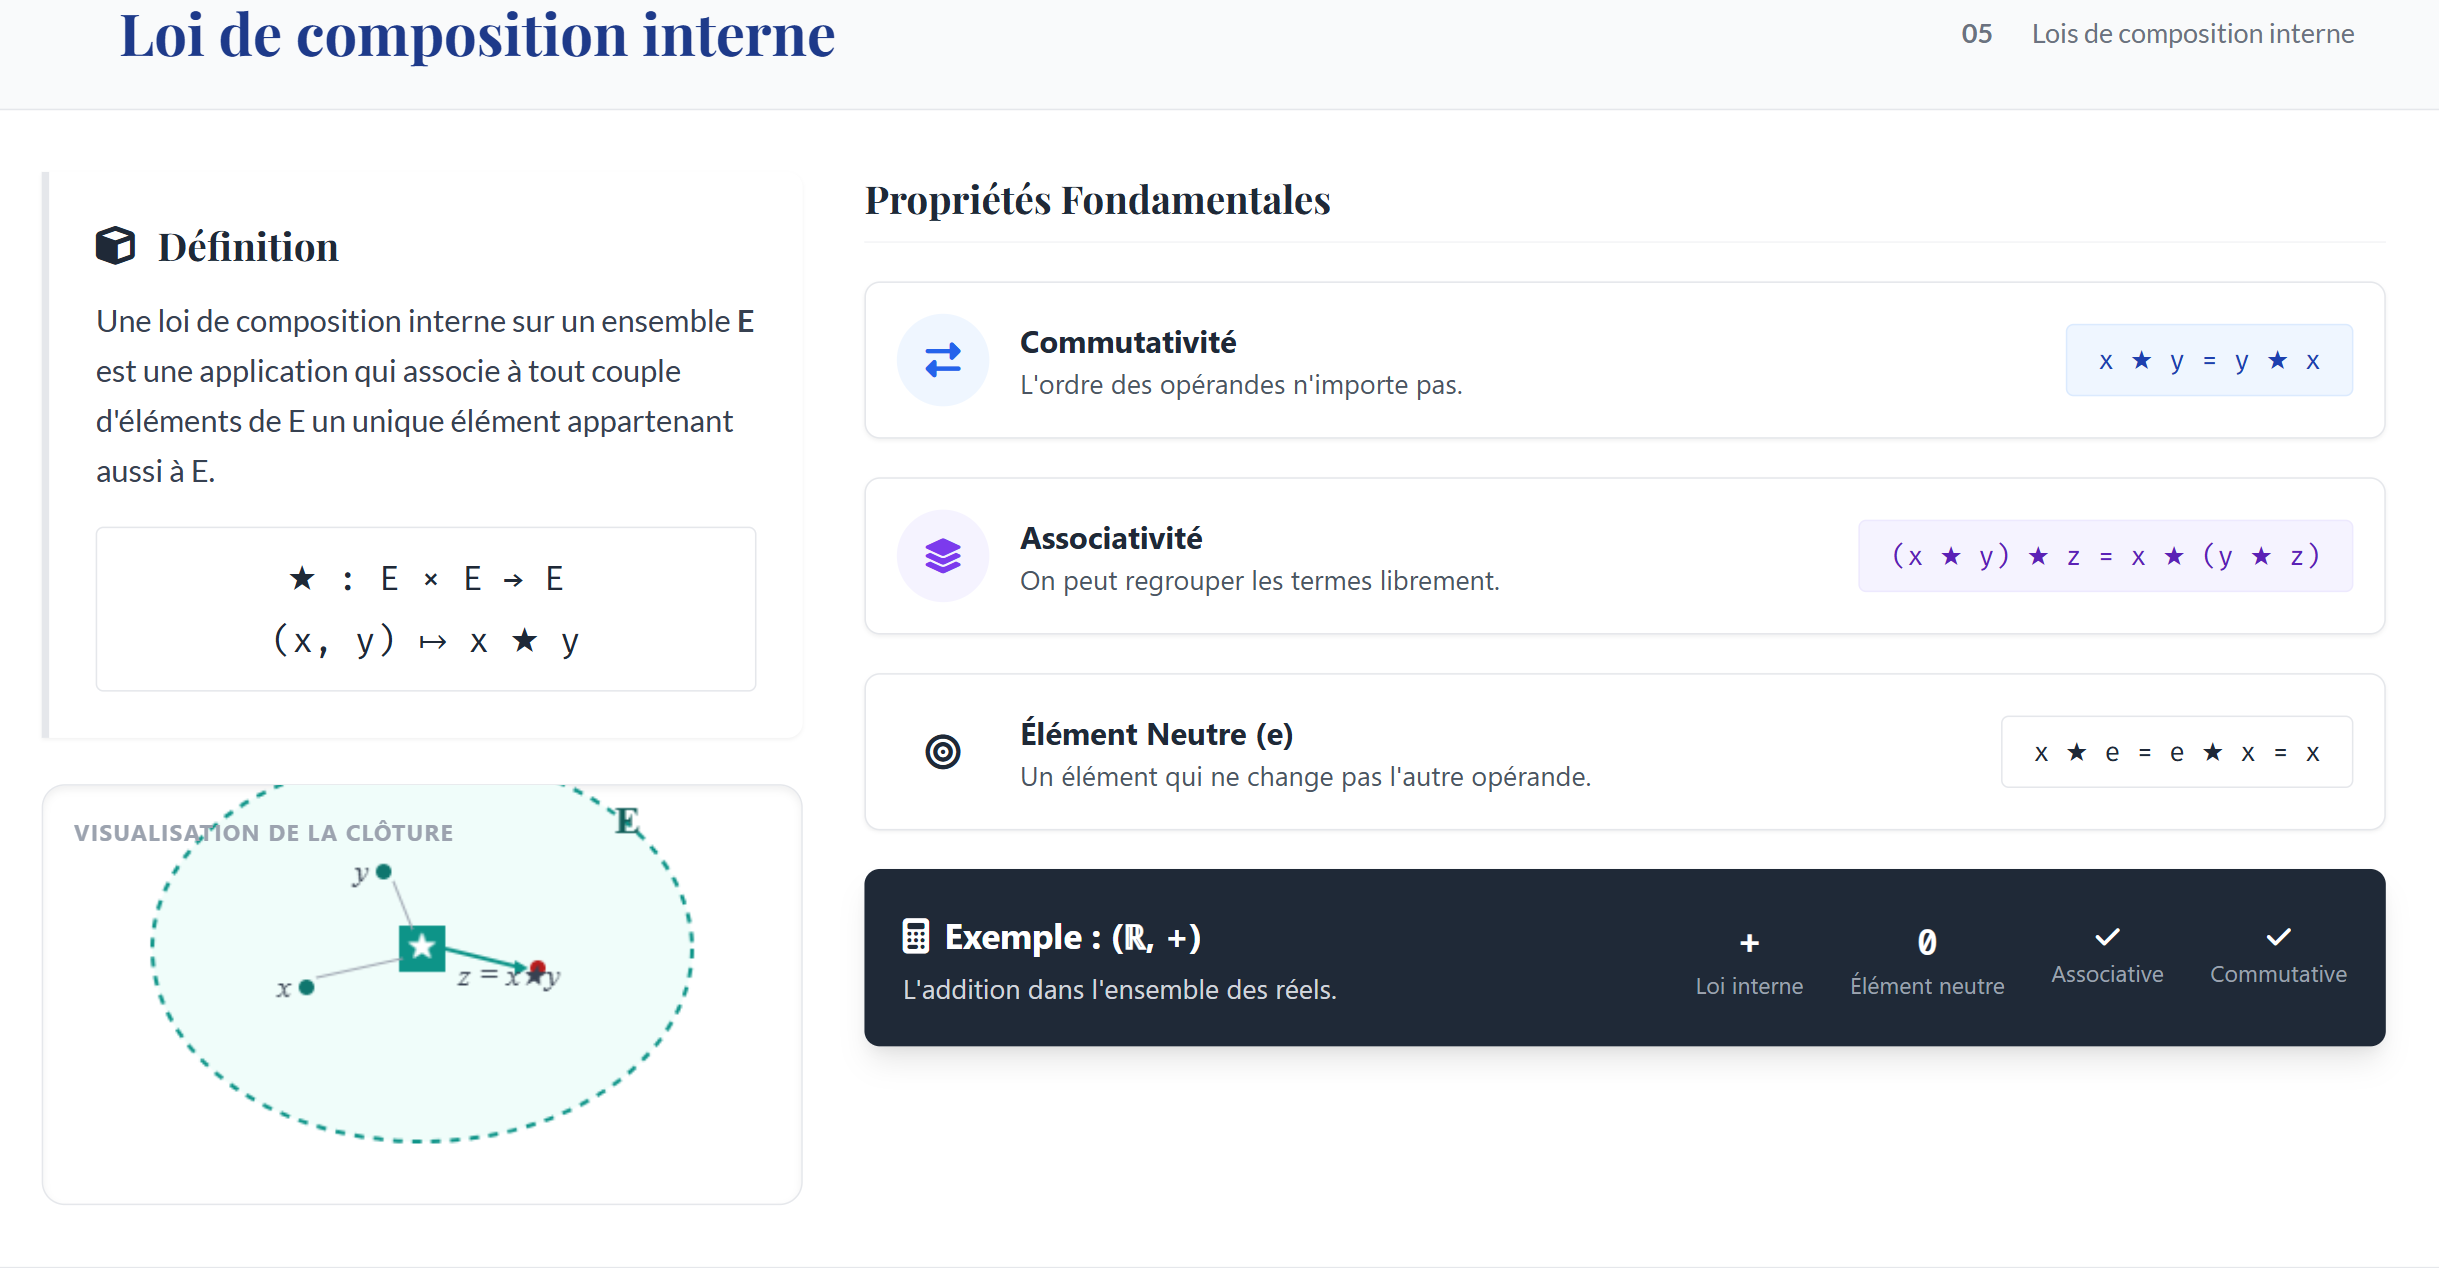 Loi de composition interne
05 Lois de composition interne
Définition
Une loi de composition interne sur un ensemble E
est une application qui associe à tout couple
d'éléments de E un unique élément appartenant
aussi à E.
★ : E × E → E
(x, y) ↦ x ★ y
VISUALISATION DE LA CLÔTURE
E
y
x
z = x★y
Propriétés Fondamentales
Commutativité
L'ordre des opérandes n'importe pas.
x ★ y = y ★ x
Associativité
On peut regrouper les termes librement.
(x ★ y) ★ z = x ★ (y ★ z)
Élément Neutre (e)
Un élément qui ne change pas l'autre opérande.
x ★ e = e ★ x = x
Exemple : (ℝ, +)
L'addition dans l'ensemble des réels.
+
Loi interne
0
Élément neutre
✓
Associative
✓
Commutative